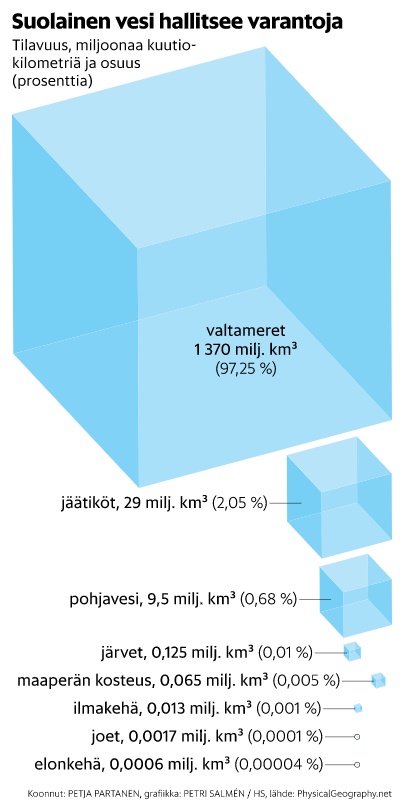 Suolainen vesi hallitsee varantoja
Tilavuus, miljoonaa kuutio-
kilometriä ja osuus
(prosenttia)
valtameret
1 370 milj. km³
(97,25 %)
jäätiköt, 29 milj. km³ (2,05 %)
pohjavesi, 9,5 milj. km³ (0,68 %)
järvet, 0,125 milj. km³ (0,01 %)
maaperän kosteus, 0,065 milj. km³ (0,005 %)
ilmakehä, 0,013 milj. km³ (0,001 %)
joet, 0,0017 milj. km³ (0,0001 %)
elonkehä, 0,0006 milj. km³ (0,00004 %)
Koonnut: PETJA PARTANEN, grafiikka: PETRI SALMÉN / HS, lähde: PhysicalGeography.net